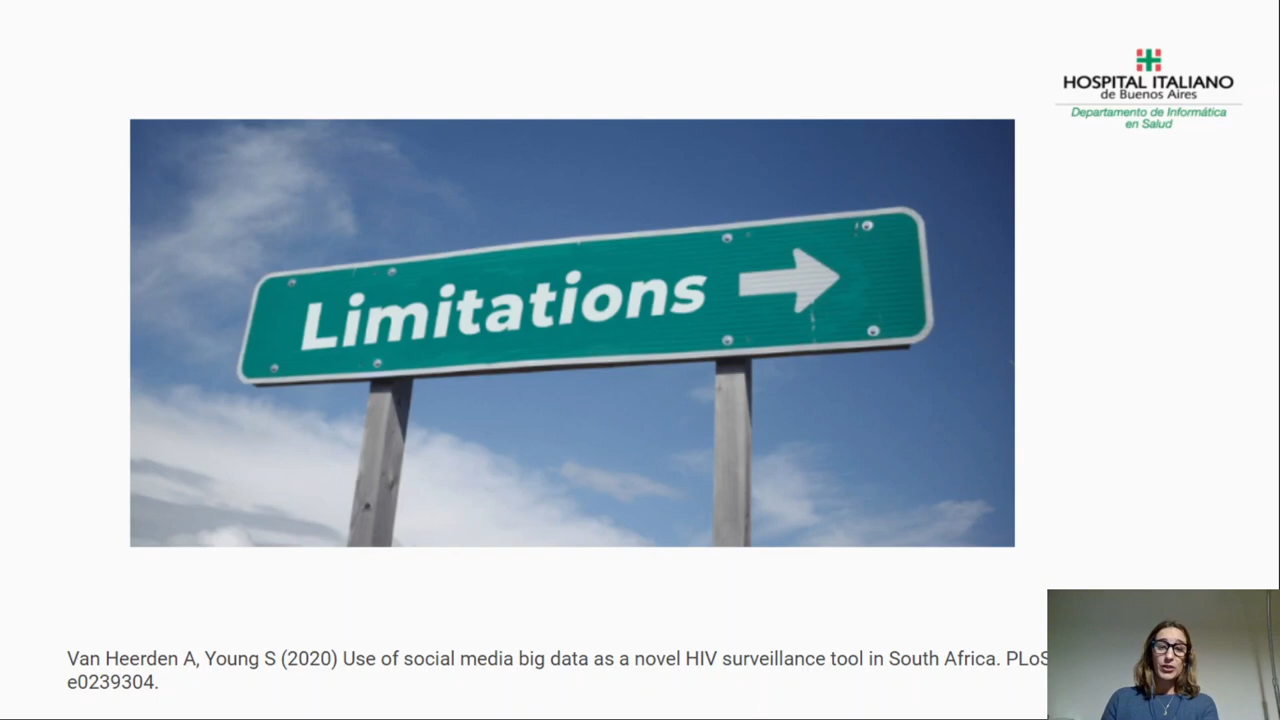 HOSPITAL ITALIANO
de Buenos Aires
Departamento de Informática
en Salud
Limitations
Van Heerden A, Young S (2020) Use of social media big data as a novel HIV surveillance tool in South Africa. PLoS
e0239304.